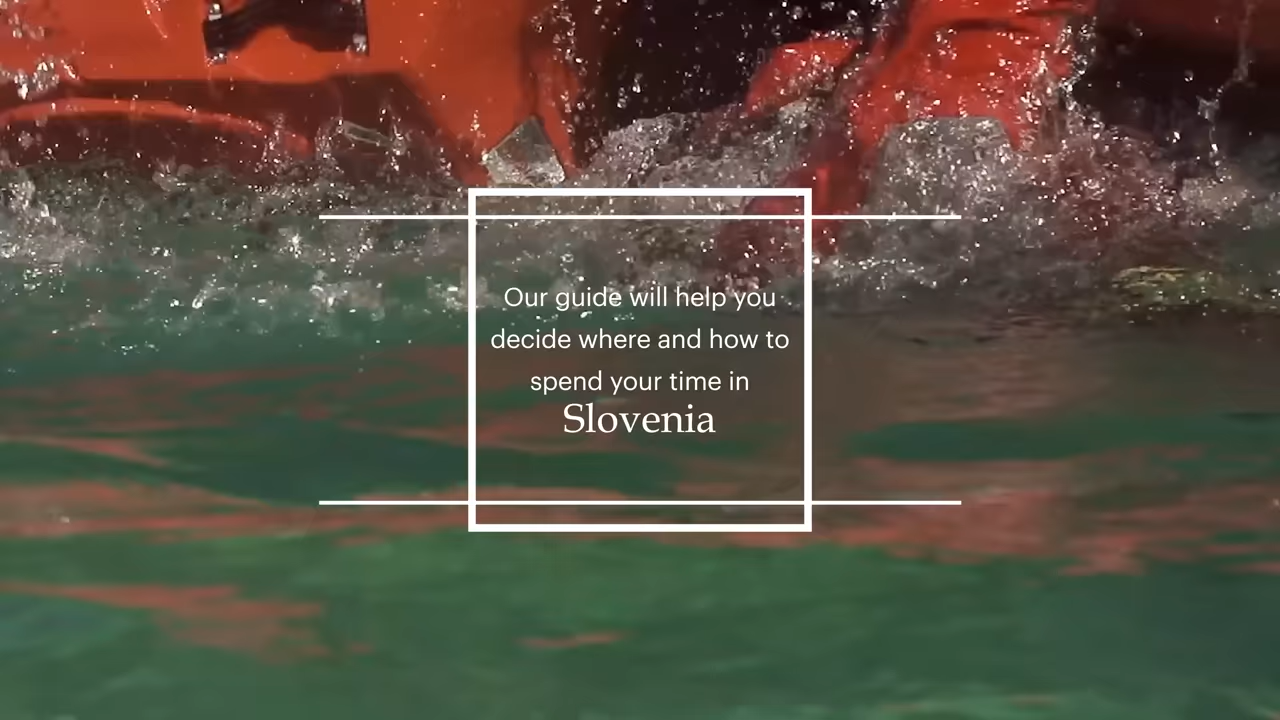 Our guide will help you
decide where and how to
spend your time in
Slovenia